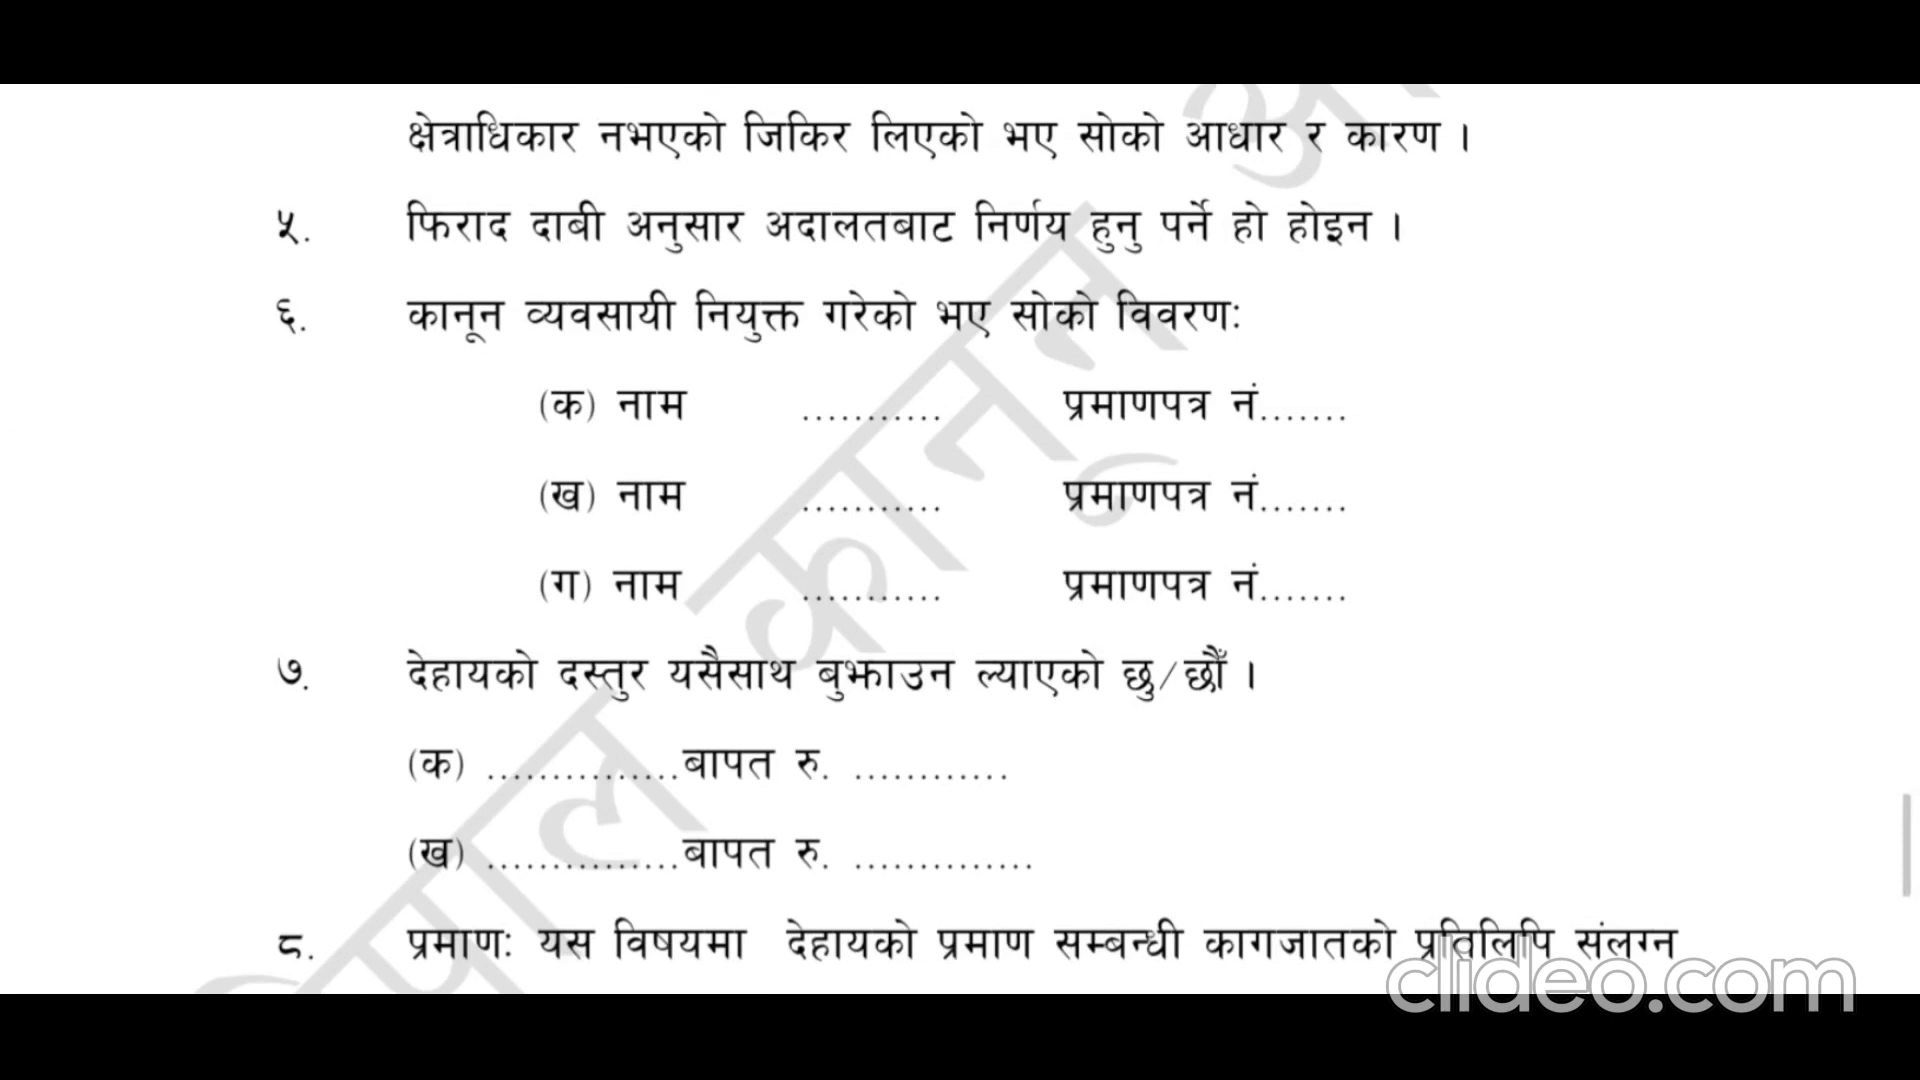 क्षेत्राधिकार नभएको जिकिर लिएको भए सोको आधार र कारण ।
५. फिराद दाबी अनुसार अदालतबाट निर्णय हुनु पर्ने हो होइन ।
६. कानून व्यवसायी नियुक्त गरेको भए सोको विवरणः
(क) नाम ........... प्रमाणपत्र नं.......
(ख) नाम ........... प्रमाणपत्र नं.......
(ग) नाम ........... प्रमाणपत्र नं.......
७. देहायको दस्तुर यसैसाथ बुझाउन ल्याएको छु/छौं ।
(क) ...............बापत रु. ............
(ख) ...............बापत रु. ..............
८. प्रमाणः यस विषयमा देहायको प्रमाण सम्बन्धी कागजातको प्रतिलिपि संलग्न
clideo.com